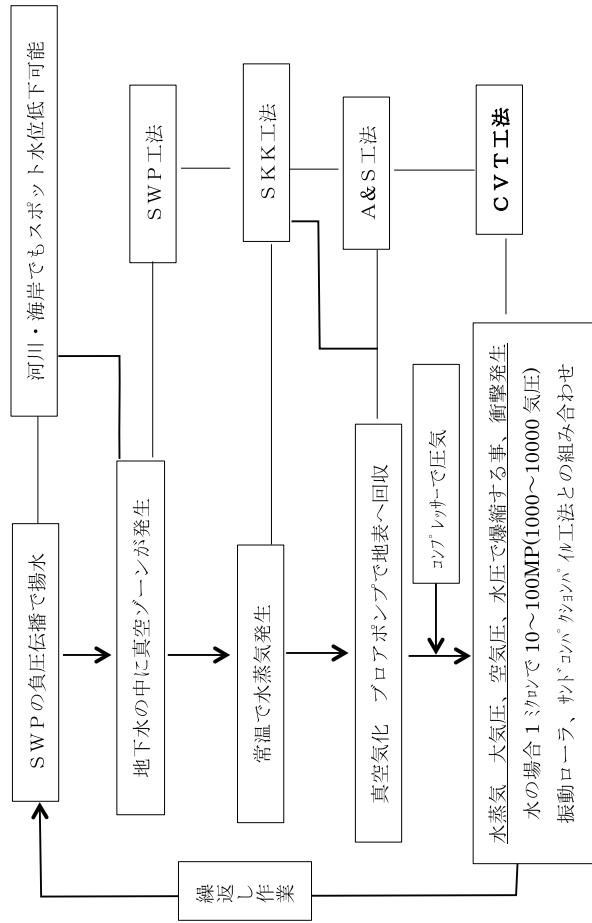 SWPの負圧伝播で揚水
河川・海岸でもスポット水位低下可能
地下水の中に真空ゾーンが発生
SWP工法
常温で水蒸気発生
SKK工法
真空気化　ブロアポンプで地表へ回収
A&S工法
コンプレッサーで圧気
水蒸気　大気圧、空気圧、水圧で爆縮する事、衝撃発生
水の場合１ミクロンで 10～100MP(1000～10000 気圧)
振動ローラ、サンドコンパクションパイル工法との組み合わせ
CVT工法
繰返し作業